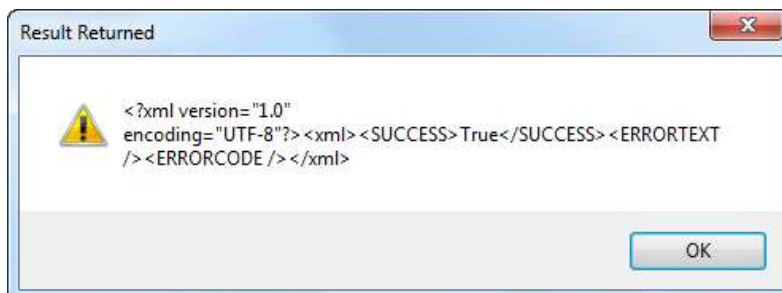 Result Returned
<?xml version="1.0"
encoding="UTF-8"?><xml><SUCCESS>True</SUCCESS><ERRORTEXT
/><ERRORCODE /></xml>
OK